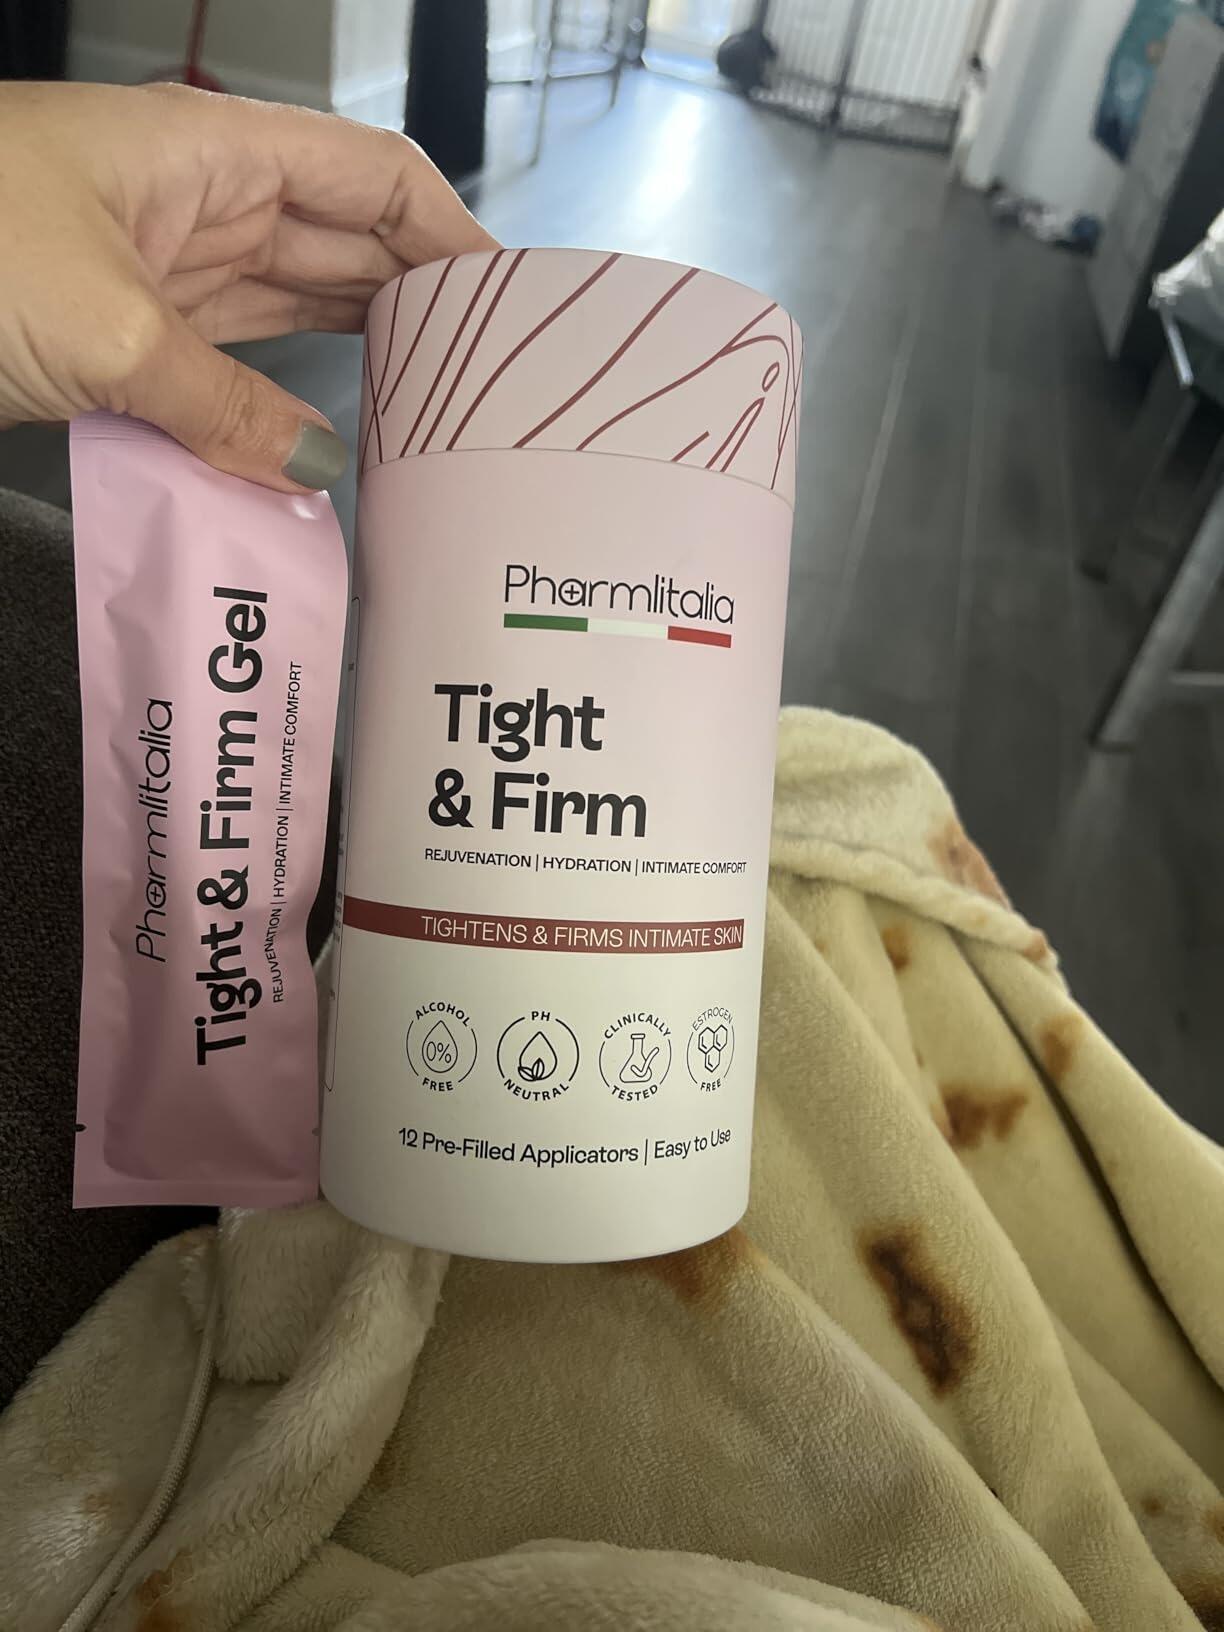 Pharmlitalia
Tight & Firm Gel
REJUVENATION | HYDRATION | INTIMATE COMFORT
Pharmlitalia
Tight
& Firm
REJUVENATION | HYDRATION | INTIMATE COMFORT
TIGHTENS & FIRMS INTIMATE SKIN
ALCOHOL
0%
FREE
PH
NEUTRAL
CLINICALLY
TESTED
ESTROGEN
FREE
12 Pre-Filled Applicators | Easy to Use